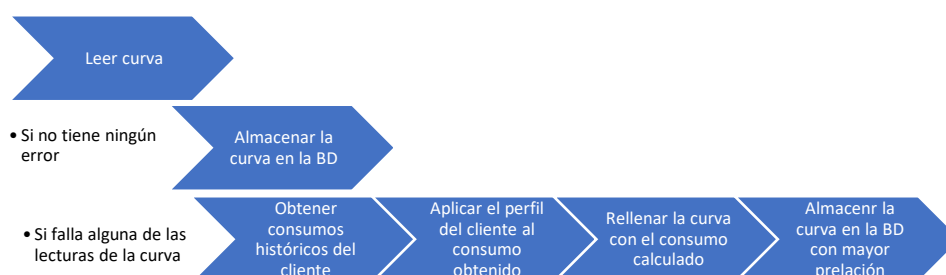 Leer curva
• Si no tiene ningún
error
Almacenar la
curva en la BD
• Si falla alguna de las
lecturas de la curva
Obtener
consumos
históricos del
cliente
Aplicar el perfil
del cliente al
consumo
obtenido
Rellenar la curva
con el consumo
calculado
Almacenr la
curva en la BD
con mayor
prelación